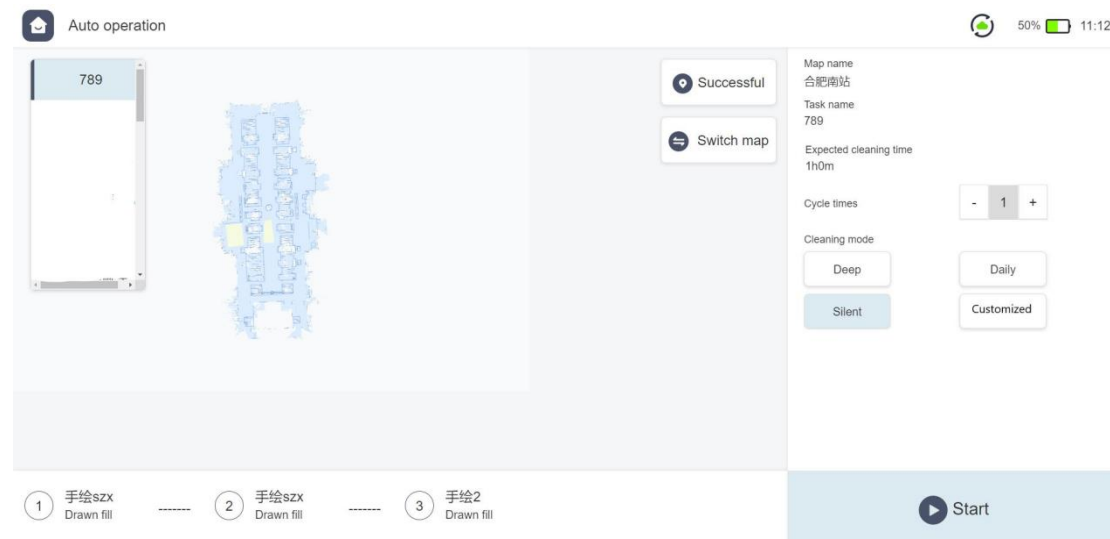 Auto operation
50%
11:12
789
Successful
Switch map
Map name
合肥南站
Task name
789
Expected cleaning time
1h0m
Cycle times
- 1 +
Cleaning mode
Deep
Daily
Silent
Customized
1 手绘szx
Drawn fill
-------
2 手绘szx
Drawn fill
-------
3 手绘2
Drawn fill
Start